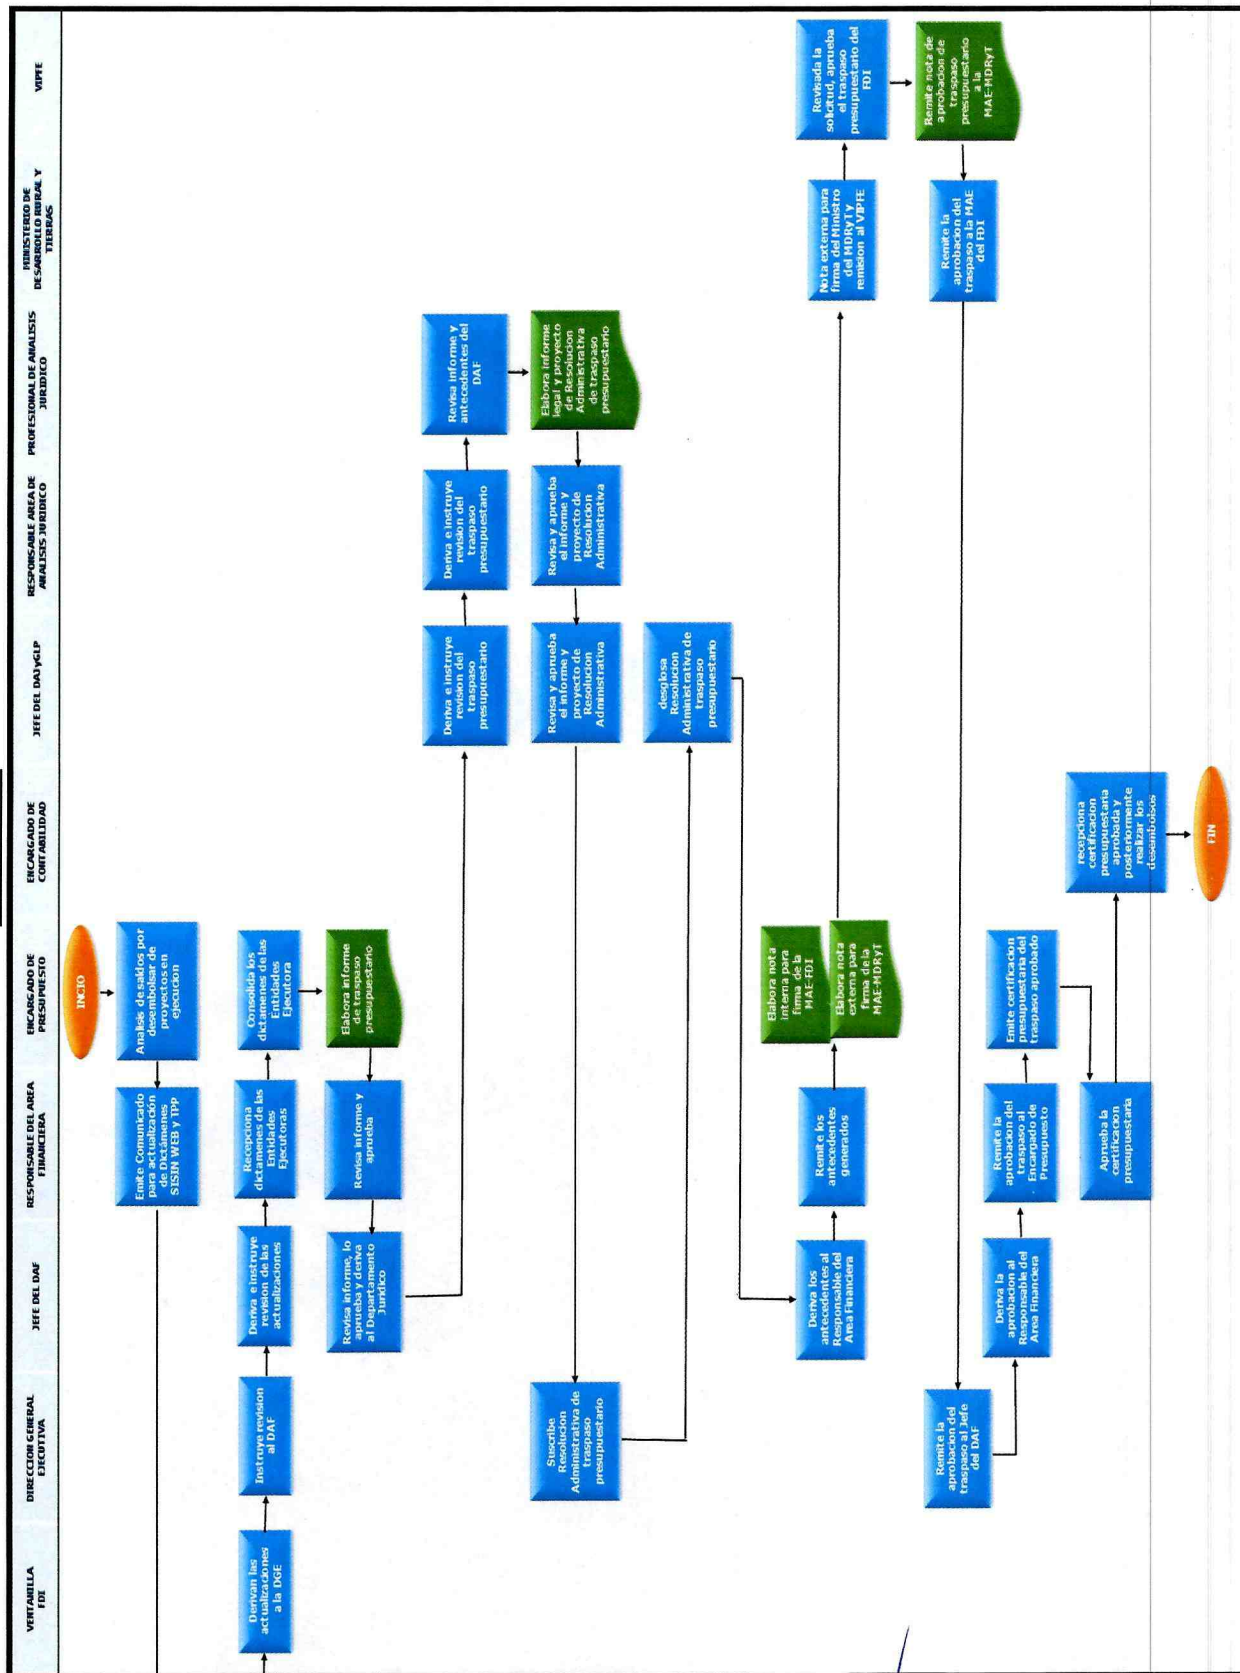 VENTANILLA
FDI
DIRECCION GENERAL
EJECUTIVA
JEFE DEL DAF
RESPONSABLE DEL AREA
FINANCIERA
ENCARGADO DE
PRESUPUESTO
ENCARGADO DE
CONTABILIDAD
JEFE DEL DAJyGLP
RESPONSABLE AREA DE
ANALISIS JURIDICO
PROFESIONAL DE ANALISIS
JURIDICO
MINISTERIO DE
DESARROLLO RURAL Y
TIERRAS
VIPFE
INCIO
Analisis de saldos por
desembolsar de
proyectos en
ejecucion
Emite Comunicado
para actualización
de Dictámenes
SISIN WEB y TPP
Derivan las
actualizaciones
a la DGE
Instruye revision
al DAF
Deriva e instruye
revision de las
actualizaciones
Recepciona
dictamenes de las
Entidades
Ejecutoras
Consolida los
dictamenes de las
Entidades
Ejecutora
Elabora informe
de traspaso
presupuestario
Revisa informe y
aprueba
Revisa informe, lo
aprueba y deriva
al Departamento
Juridico
Deriva e instruye
revision del
traspaso
presupuestario
Deriva e instruye
revision del
traspaso
presupuestario
Revisa informe y
antecedentes del
DAF
Elabora informe
legal y proyecto
de Resolucion
Administrativa
de traspaso
presupuestario
Revisa y aprueba
el informe y
proyecto de
Resolucion
Administrativa
Revisa y aprueba
el informe y
proyecto de
Resolucion
Administrativa
Suscribe
Resolucion
Administrativa de
traspaso
presupuestario
desglosa
Resolucion
Administrativa de
traspaso
presupuestario
Deriva los
antecedentes al
Responsable del
Area Financiera
Remite los
antecedentes
generados
Elabora nota
interna para
firma de la
MAE-FDI
Elabora nota
externa para
firma de la
MAE-MDRyT
Nota externa para
firma del Ministro
del MDRyT y
remision al VIPFE
Revisada la
solicitud, aprueba
el traspaso
presupuestario del
FDI
Remite nota de
aprobacion de
traspaso
presupuestario
a la
MAE-MDRyT
Remite la
aprobacion del
traspaso a la MAE
del FDI
Remite la
aprobacion del
traspaso al Jefe
del DAF
Deriva la
aprobacion al
Responsable del
Area Financiera
Remite la
aprobacion del
traspaso al
Encargado de
Presupuesto
Emite certificacion
presupuestaria del
traspaso aprobado
Aprueba la
certificacion
presupuestaria
recepciona
certificacion
presupuestaria
aprobada y
posteriormente
realizar los
desembolsos
FIN